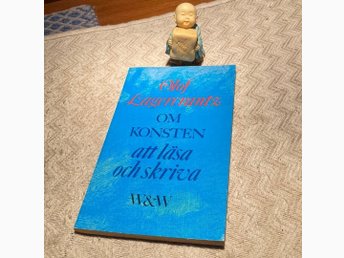 Olof
Lagercrantz
OM
KONSTEN
att läsa
och skriva
W&W